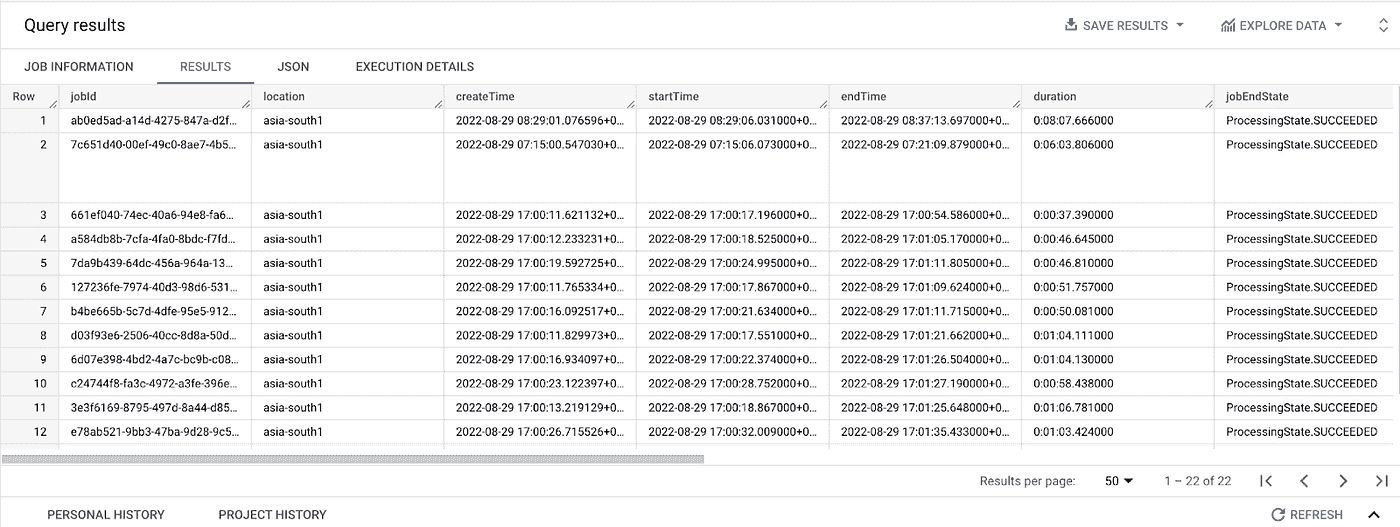 Query results SAVE RESULTS EXPLORE DATA
JOB INFORMATION RESULTS JSON EXECUTION DETAILS
Row jobId location createTime startTime endTime duration jobEndState
1 ab0ed5ad-a14d-4275-847a-d2f... asia-south1 2022-08-29 08:29:01.076596+0... 2022-08-29 08:29:06.031000+0... 2022-08-29 08:37:13.697000+0... 0:08:07.666000 ProcessingState.SUCCEEDED
2 7c651d40-00ef-49c0-8ae7-4b5... asia-south1 2022-08-29 07:15:00.547030+0... 2022-08-29 07:15:06.073000+0... 2022-08-29 07:21:09.879000+0... 0:06:03.806000 ProcessingState.SUCCEEDED
3 661ef040-74ec-40a6-94e8-fa6... asia-south1 2022-08-29 17:00:11.621132+0... 2022-08-29 17:00:17.196000+0... 2022-08-29 17:00:54.586000+0... 0:00:37.390000 ProcessingState.SUCCEEDED
4 a584db8b-7cfa-4fa0-8bdc-f7fd... asia-south1 2022-08-29 17:00:12.233231+0... 2022-08-29 17:00:18.525000+0... 2022-08-29 17:01:05.170000+0... 0:00:46.645000 ProcessingState.SUCCEEDED
5 7da9b439-64dc-456a-964a-13... asia-south1 2022-08-29 17:00:19.592725+0... 2022-08-29 17:00:24.995000+0... 2022-08-29 17:01:11.805000+0... 0:00:46.810000 ProcessingState.SUCCEEDED
6 127236fe-7974-40d3-98d6-531... asia-south1 2022-08-29 17:00:11.765334+0... 2022-08-29 17:00:17.867000+0... 2022-08-29 17:01:09.624000+0... 0:00:51.757000 ProcessingState.SUCCEEDED
7 b4be665b-5c7d-4dfe-95e5-912... asia-south1 2022-08-29 17:00:16.092517+0... 2022-08-29 17:00:21.634000+0... 2022-08-29 17:01:11.715000+0... 0:00:50.081000 ProcessingState.SUCCEEDED
8 d03f93e6-2506-40cc-8d8a-50d... asia-south1 2022-08-29 17:00:11.829973+0... 2022-08-29 17:00:17.551000+0... 2022-08-29 17:01:21.662000+0... 0:01:04.111000 ProcessingState.SUCCEEDED
9 6d07e398-4bd2-4a7c-bc9b-c08... asia-south1 2022-08-29 17:00:16.934097+0... 2022-08-29 17:00:22.374000+0... 2022-08-29 17:01:26.504000+0... 0:01:04.130000 ProcessingState.SUCCEEDED
10 c24744f8-fa3c-4972-a3fe-396e... asia-south1 2022-08-29 17:00:23.122397+0... 2022-08-29 17:00:28.752000+0... 2022-08-29 17:01:27.190000+0... 0:00:58.438000 ProcessingState.SUCCEEDED
11 3e3f6169-8795-497d-8a44-d85... asia-south1 2022-08-29 17:00:13.219129+0... 2022-08-29 17:00:18.867000+0... 2022-08-29 17:01:25.648000+0... 0:01:06.781000 ProcessingState.SUCCEEDED
12 e78ab521-9bb3-47ba-9d28-9c5... asia-south1 2022-08-29 17:00:26.715526+0... 2022-08-29 17:00:32.009000+0... 2022-08-29 17:01:35.433000+0... 0:01:03.424000 ProcessingState.SUCCEEDED
Results per page: 50 1 – 22 of 22
PERSONAL HISTORY PROJECT HISTORY REFRESH